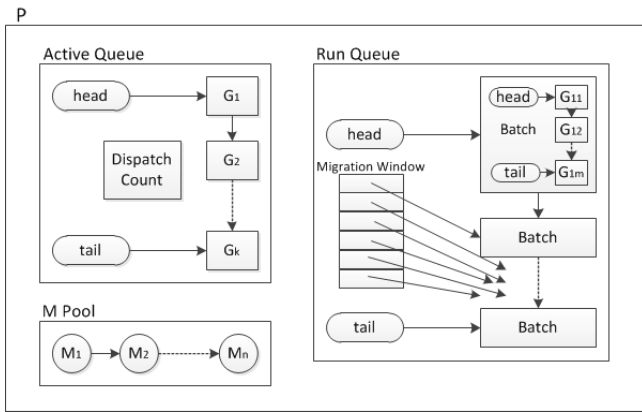 P
Active Queue
head
G1
G2
Dispatch
Count
tail
Gk
M Pool
M1
M2
Mn
Run Queue
head
head
G11
Batch
G12
tail
G1m
Migration Window
Batch
tail
Batch